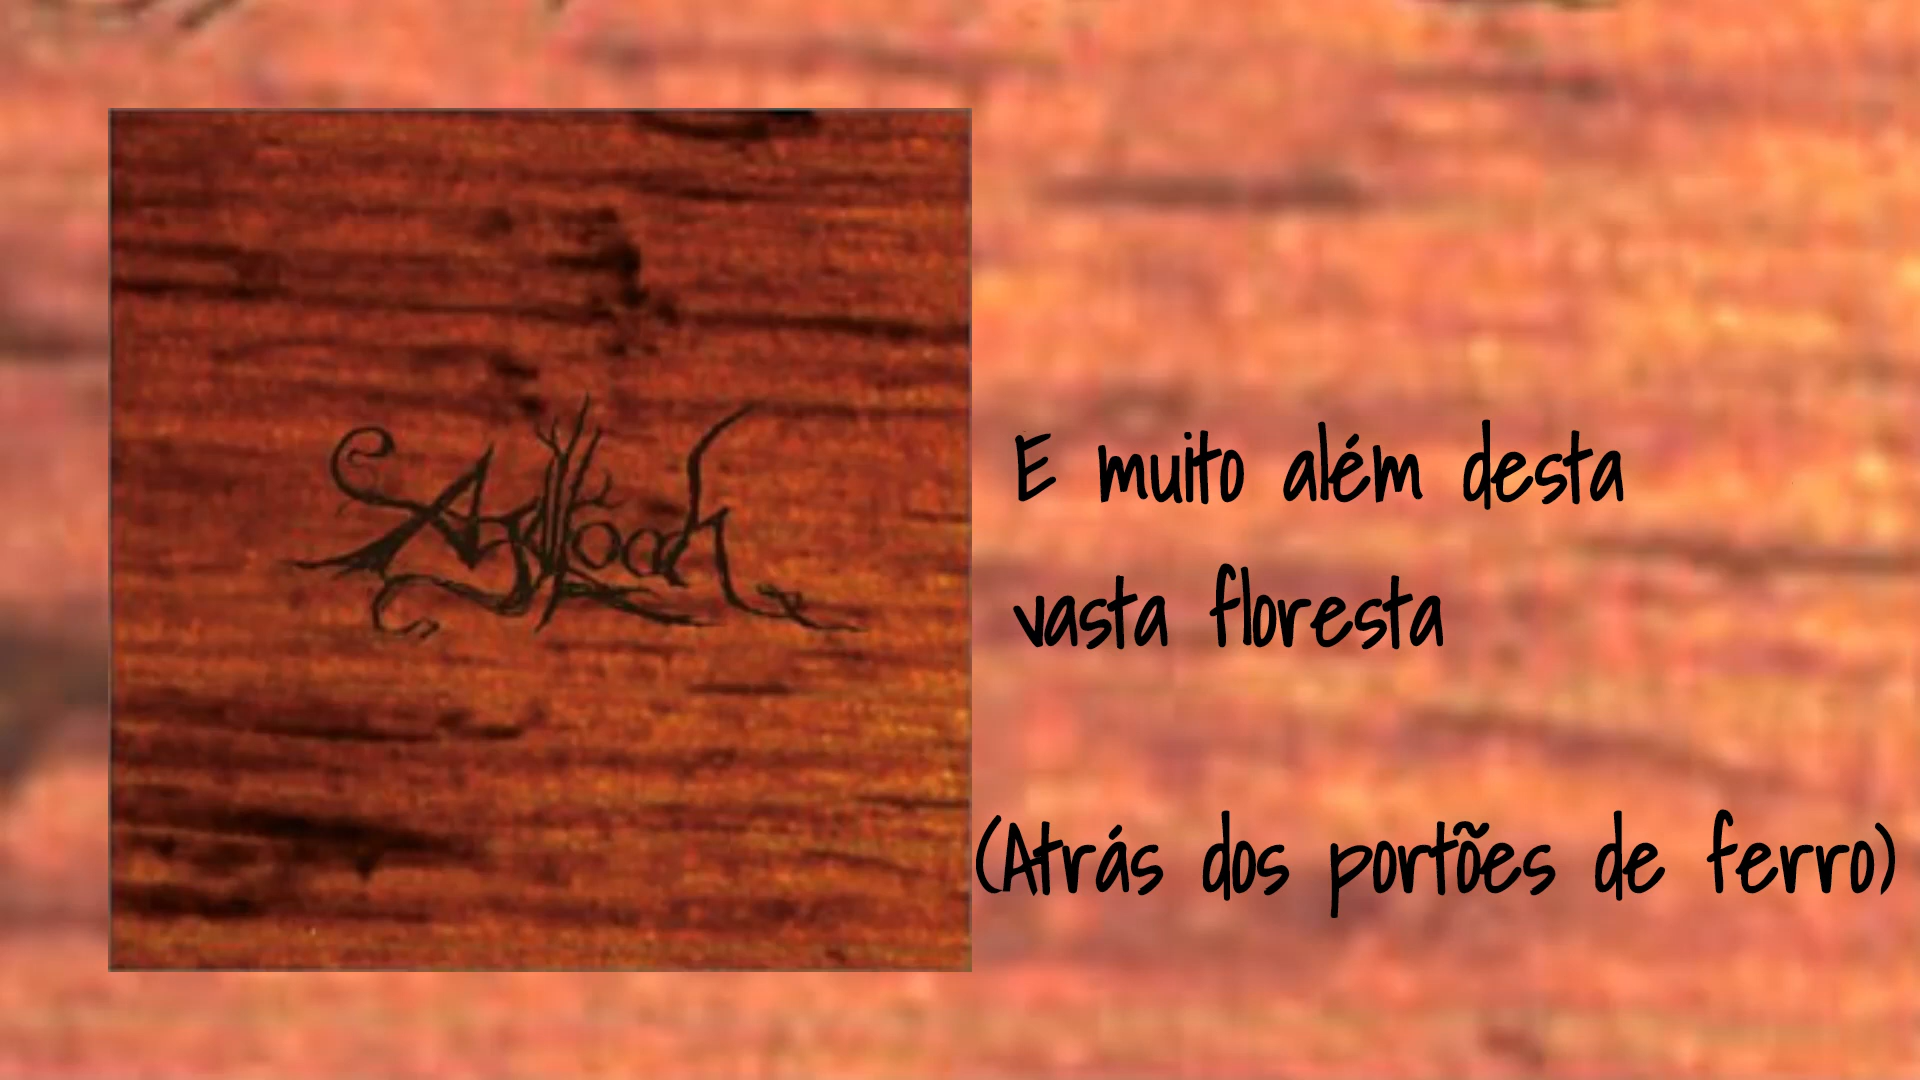 Agalloch
E muito além desta
vasta floresta
(Atrás dos portões de ferro)